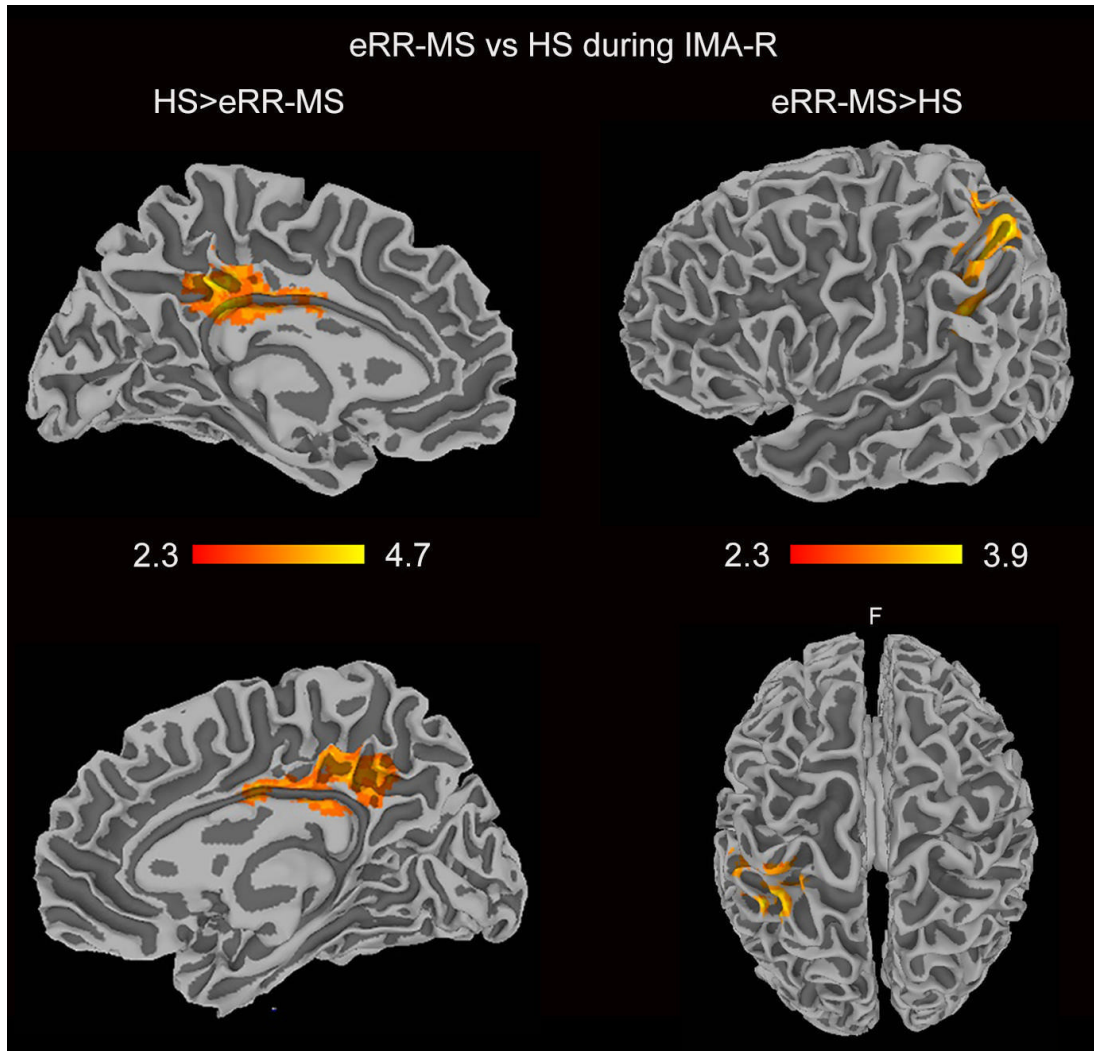 eRR-MS vs HS during IMA-R
HS>eRR-MS
eRR-MS>HS
2.3 4.7
2.3 3.9
F